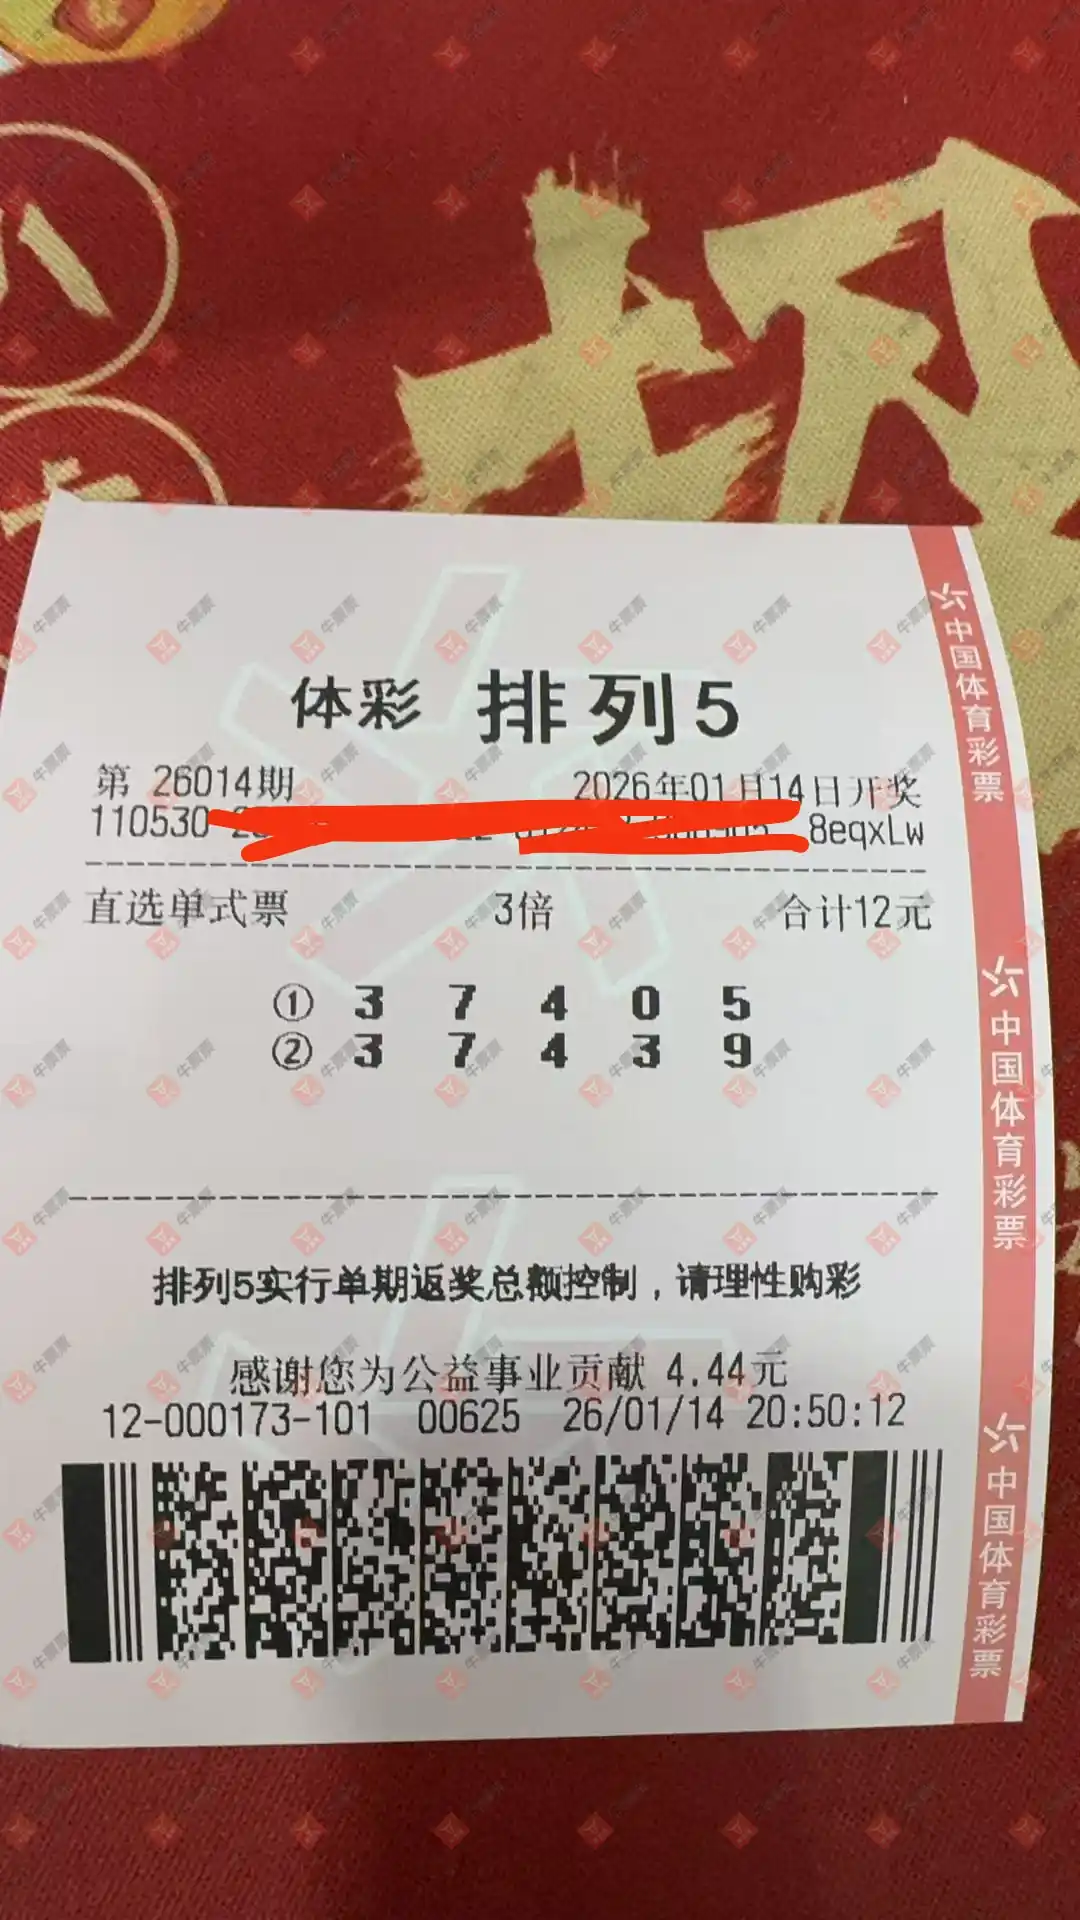 体彩 排列5
第 26014期 2026年01月14日开奖
110530 8eqxLw
直选单式票 3倍 合计12元
① 3 7 4 0 5
② 3 7 4 3 9
排列5实行单期返奖总额控制，请理性购彩
感谢您为公益事业贡献 4.44元
12-000173-101 00625 26/01/14 20:50:12
中国体育彩票
中国体育彩票
中国体育彩票
牛票票